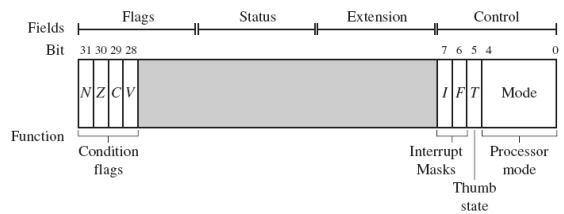 Fields Flags Status Extension Control
Bit 31 30 29 28 7 6 5 4 0
N Z C V I F T Mode
Function
Condition flags
Interrupt Masks
Processor mode
Thumb state